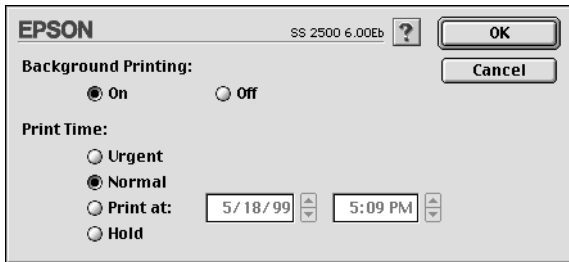 EPSON SS 2500 6.00Eb ? OK
Background Printing: Cancel
On Off
Print Time:
Urgent
Normal
Print at: 5/18/99 5:09 PM
Hold